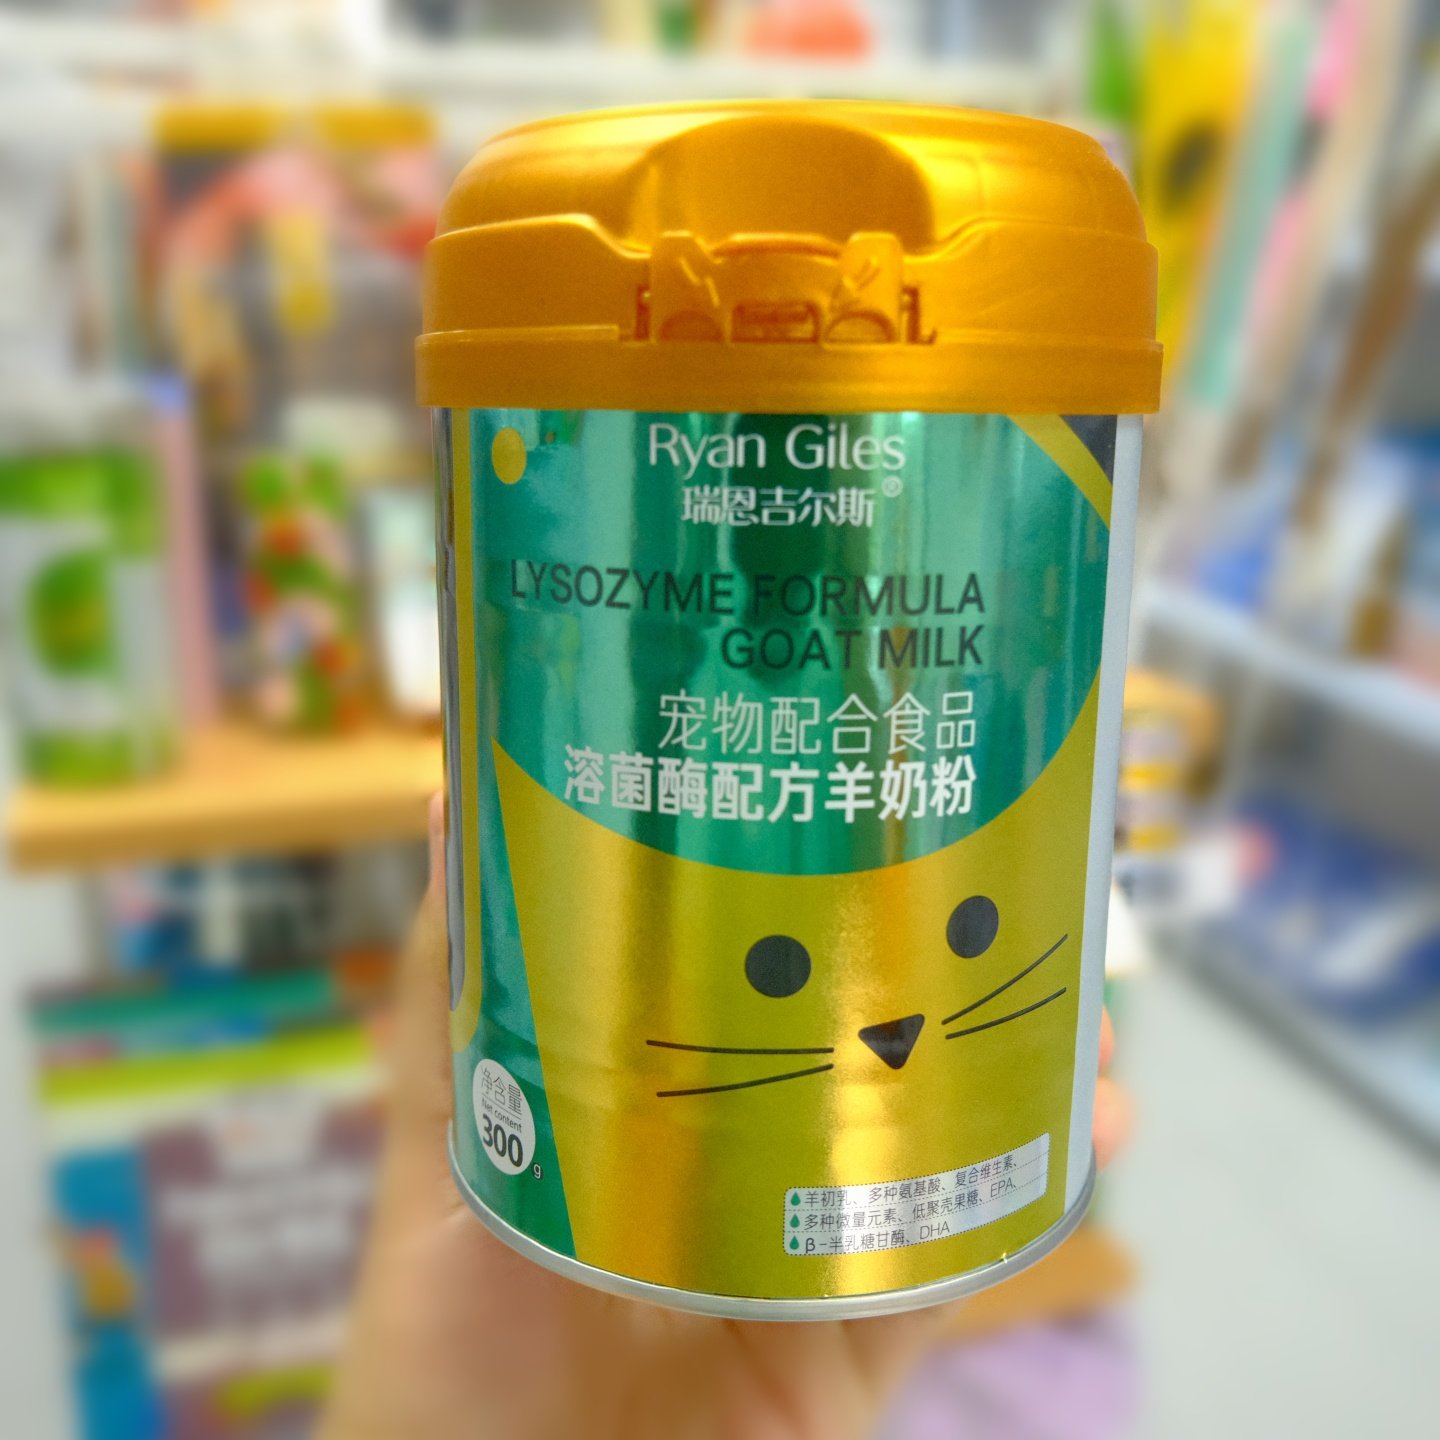 Ryan Giles
瑞恩吉尔斯®
LYSOZYME FORMULA
GOAT MILK
宠物配合食品
溶菌酶配方羊奶粉
净含量
Net content
300
g
羊初乳、多种氨基酸、复合维生素、
多种微量元素、低聚壳果糖、EPA、
β-半乳糖甘酶、DHA